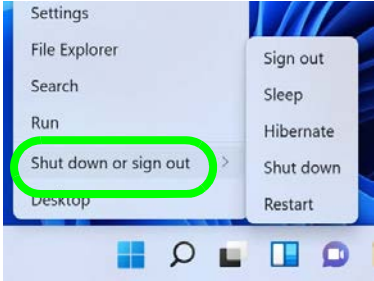 Settings
File Explorer
Search
Run
Shut down or sign out
Desktop
Sign out
Sleep
Hibernate
Shut down
Restart